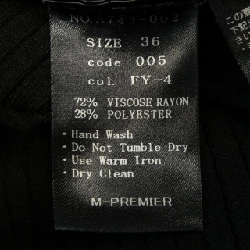 SIZE 36
code 005
col. FY-4
72% VISCOSE RAYON
28% POLYESTER
· Hand Wash
· Do Not Tumble Dry
· Use Warm Iron
· Dry Clean
M-PREMIER